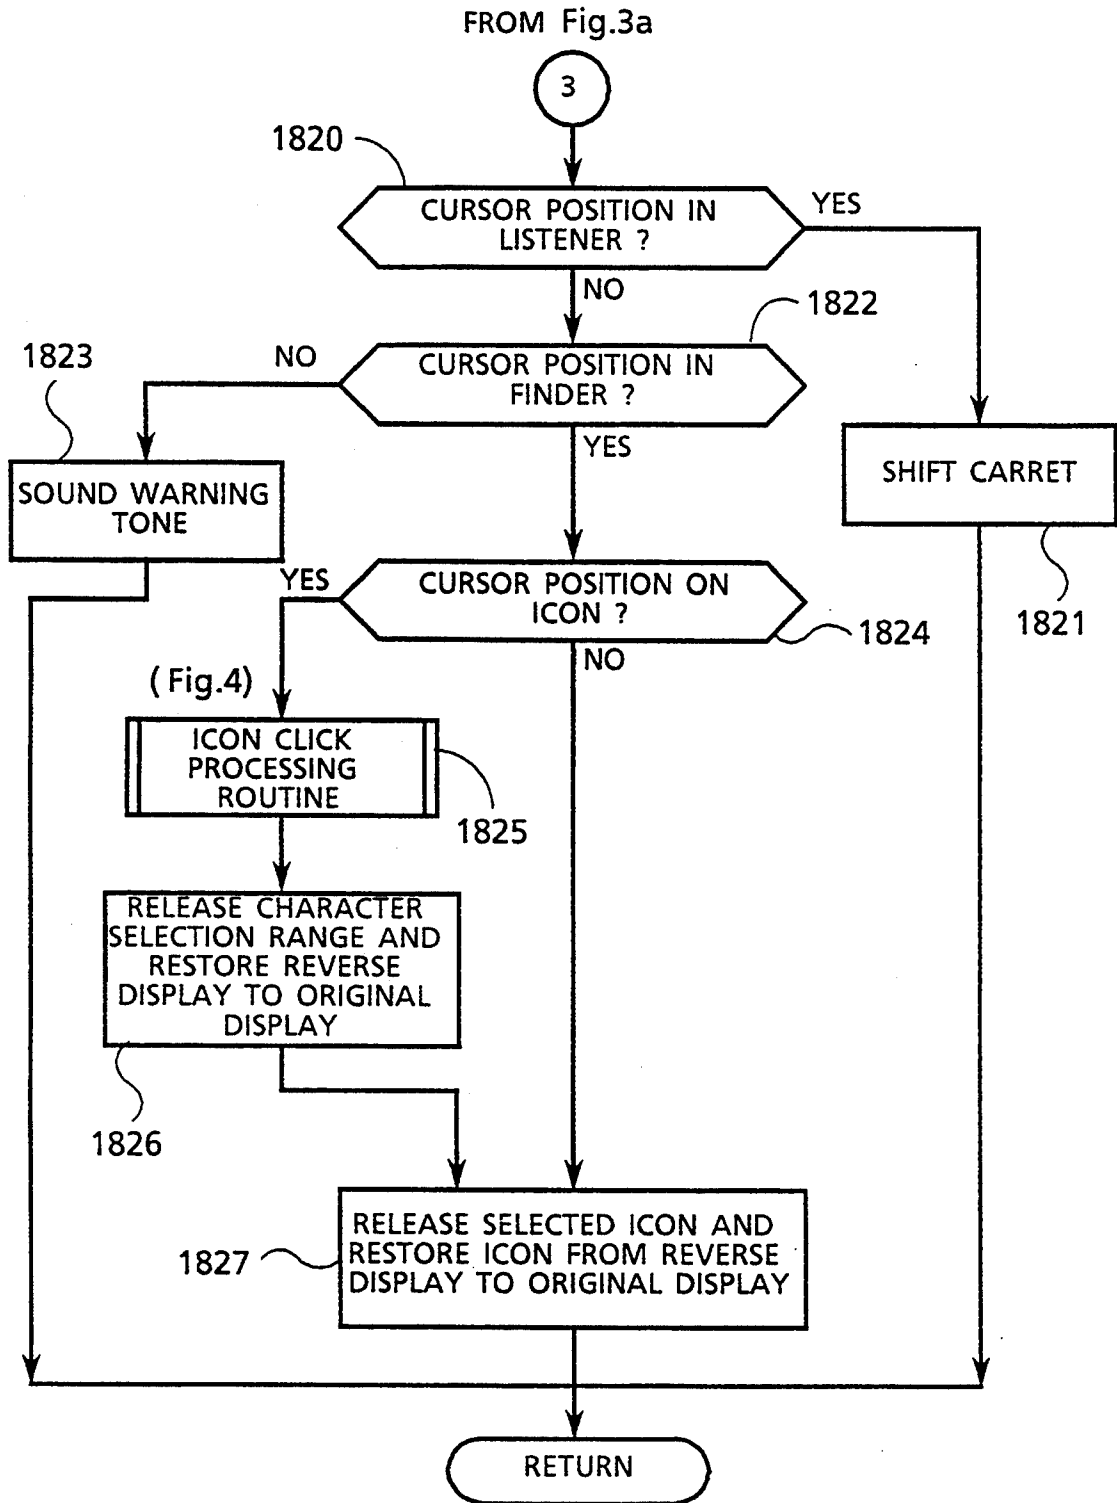 FROM Fig.3a
3
1820
CURSOR POSITION IN
LISTENER ?
YES
NO
1822
CURSOR POSITION IN
FINDER ?
NO
1823
YES
SOUND WARNING
TONE
SHIFT CARRET
1821
CURSOR POSITION ON
ICON ?
YES
1824
NO
(Fig.4)
ICON CLICK
PROCESSING
ROUTINE
1825
RELEASE CHARACTER
SELECTION RANGE AND
RESTORE REVERSE
DISPLAY TO ORIGINAL
DISPLAY
1826
RELEASE SELECTED ICON AND
RESTORE ICON FROM REVERSE
DISPLAY TO ORIGINAL DISPLAY
1827
RETURN